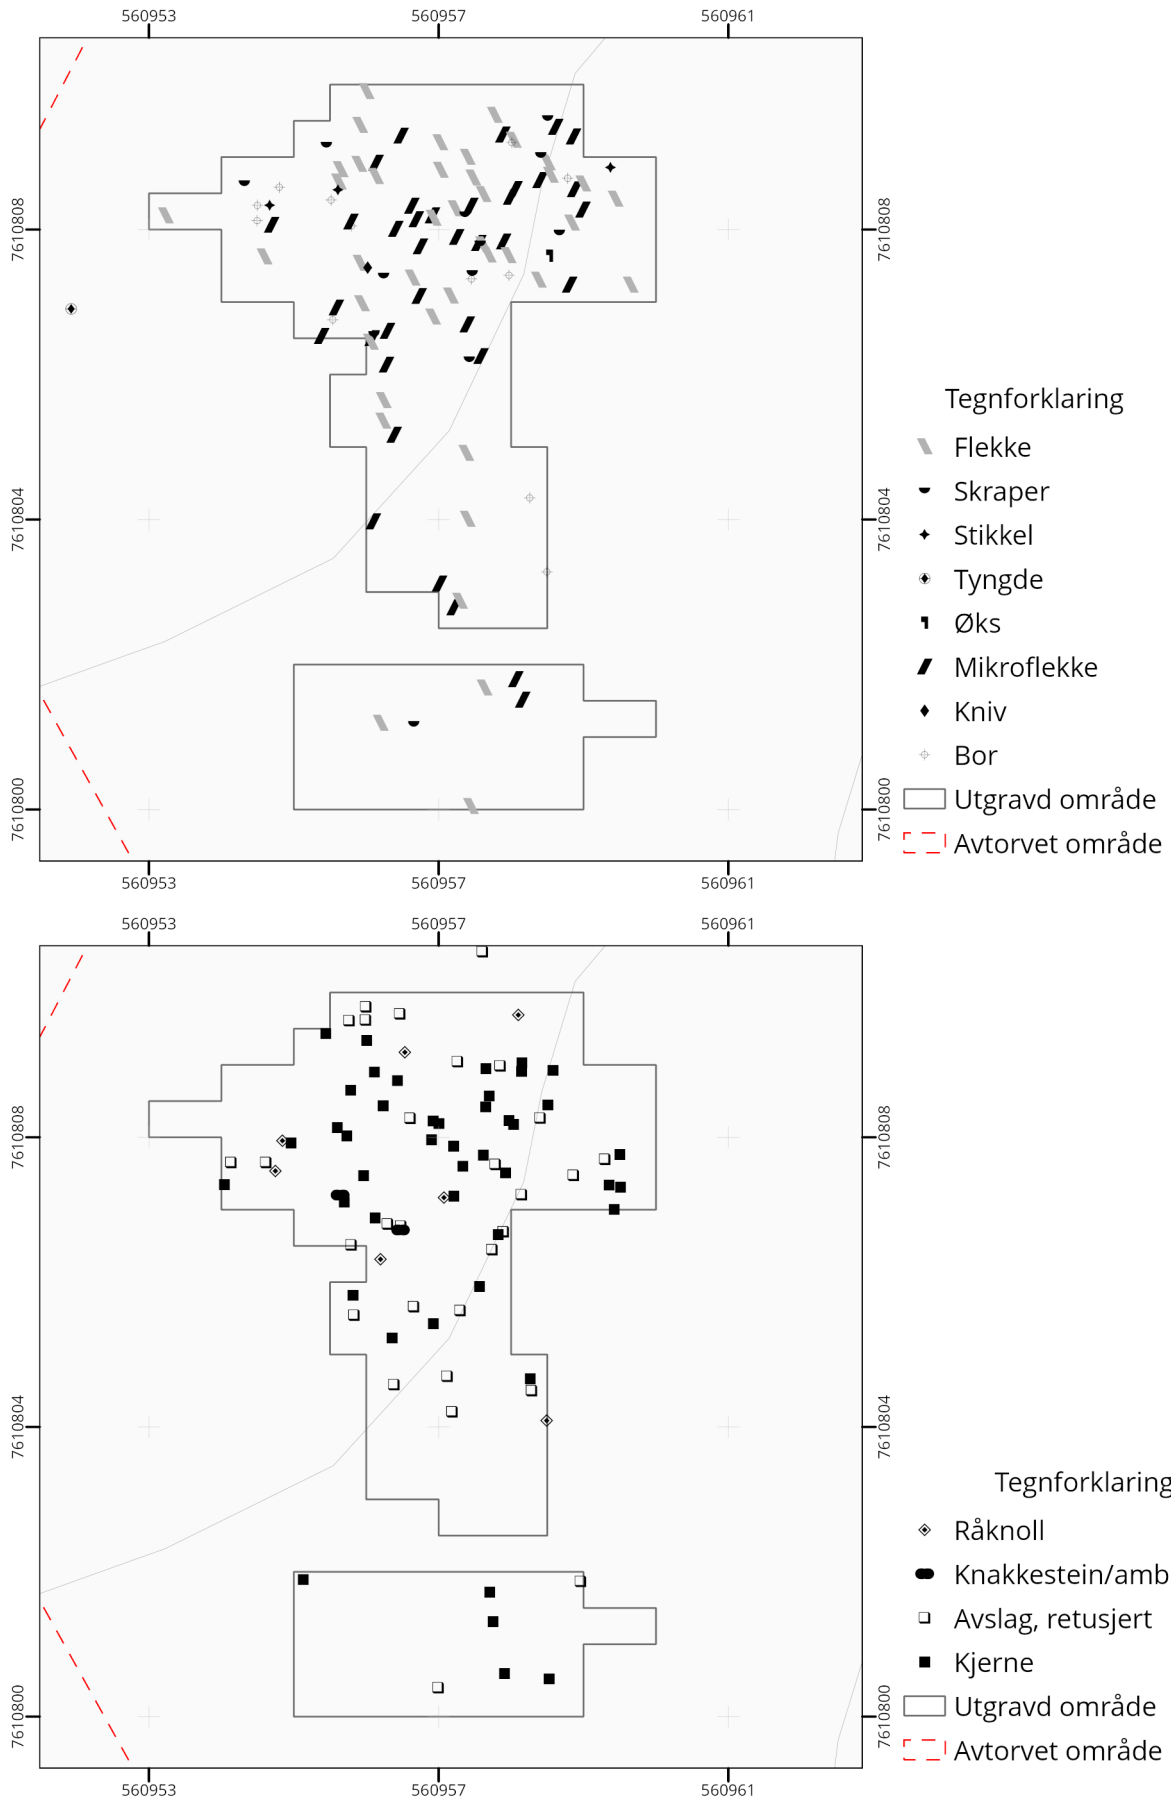 560953 560957 560961
7610808 7610808
7610804 7610804
7610800 7610800
560953 560957 560961
Tegnforklaring
Flekke
Skraper
Stikkel
Tyngde
Øks
Mikroflekke
Kniv
Bor
Utgravd område
Avtorvet område
560953 560957 560961
7610808 7610808
7610804 7610804
7610800 7610800
560953 560957 560961
Tegnforklaring
Råknoll
Knakkestein/amb
Avslag, retusjert
Kjerne
Utgravd område
Avtorvet område